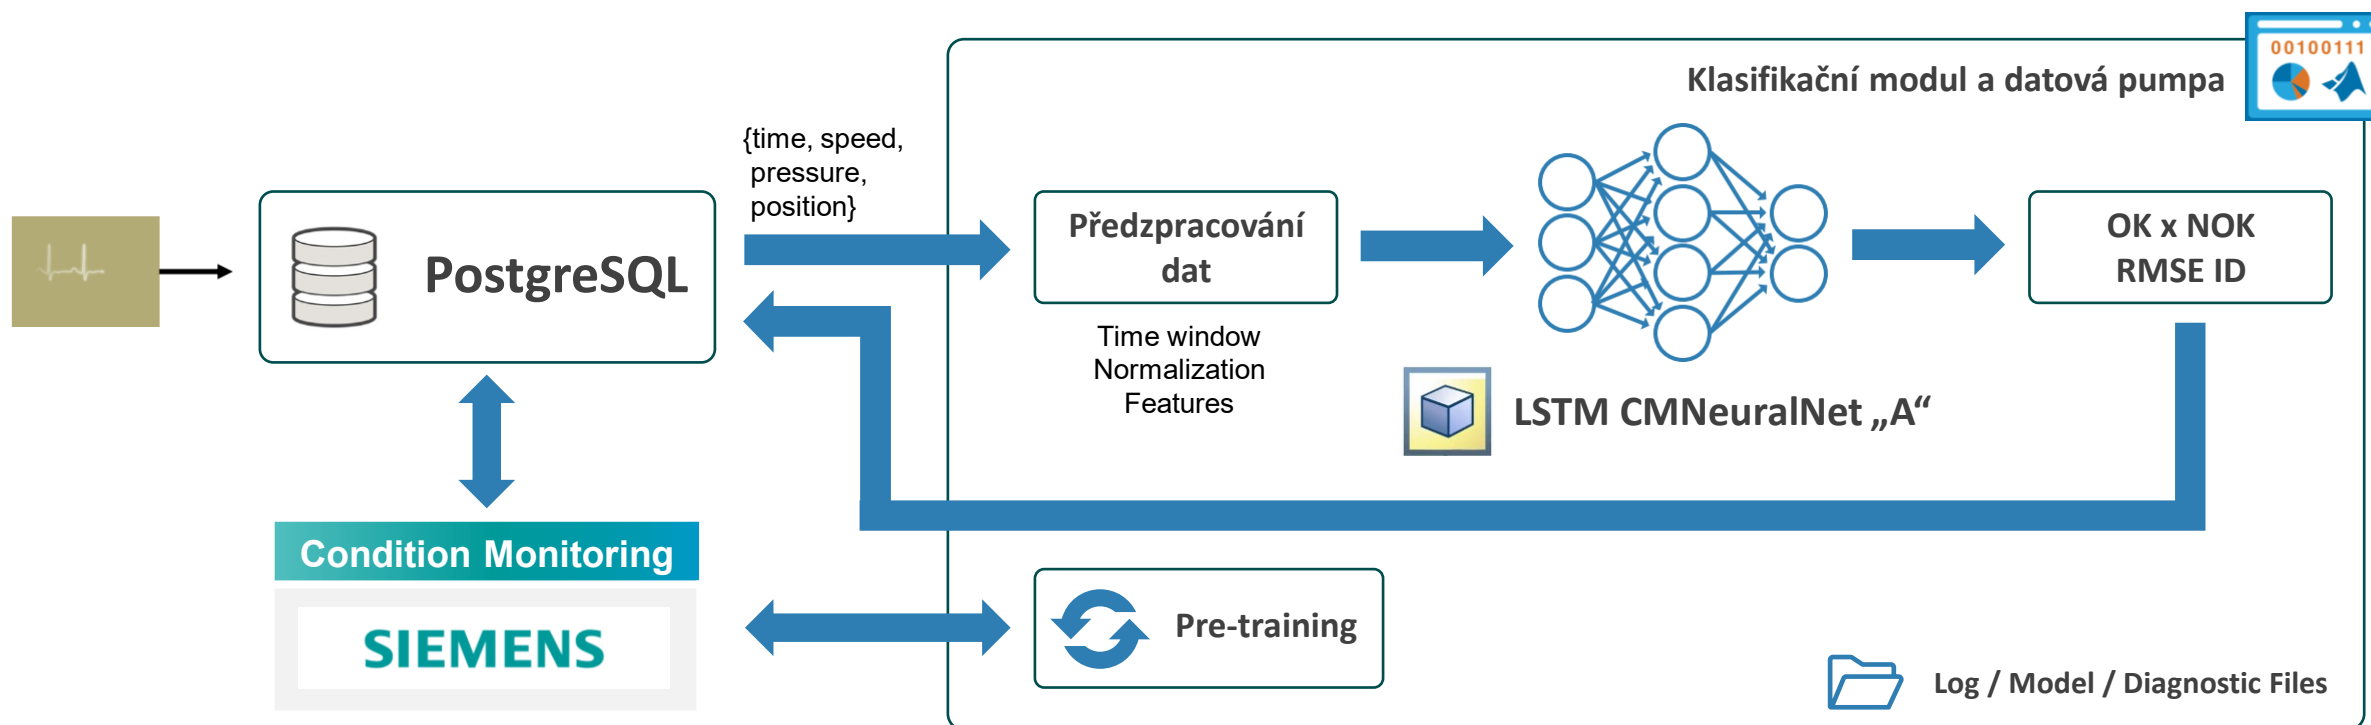 00100111
Klasifikační modul a datová pumpa
{time, speed,
pressure,
position}
PostgreSQL
Předzpracování
dat
OK x NOK
RMSE ID
Time window
Normalization
Features
LSTM CMNeuralNet „A“
Condition Monitoring
SIEMENS
Pre-training
Log / Model / Diagnostic Files